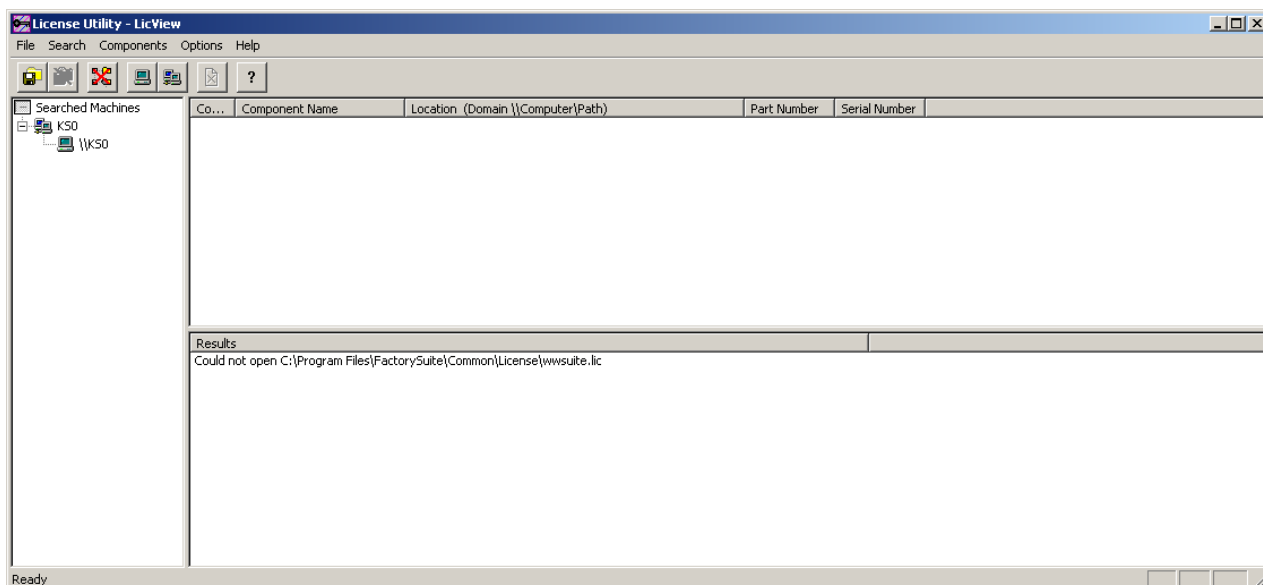 License Utility - LicView
File Search Components Options Help
?
Searched Machines
KS0
\\KS0
Co... Component Name Location (Domain \\Computer\Path) Part Number Serial Number
Results
Could not open C:\Program Files\FactorySuite\Common\License\wwsuite.lic
Ready